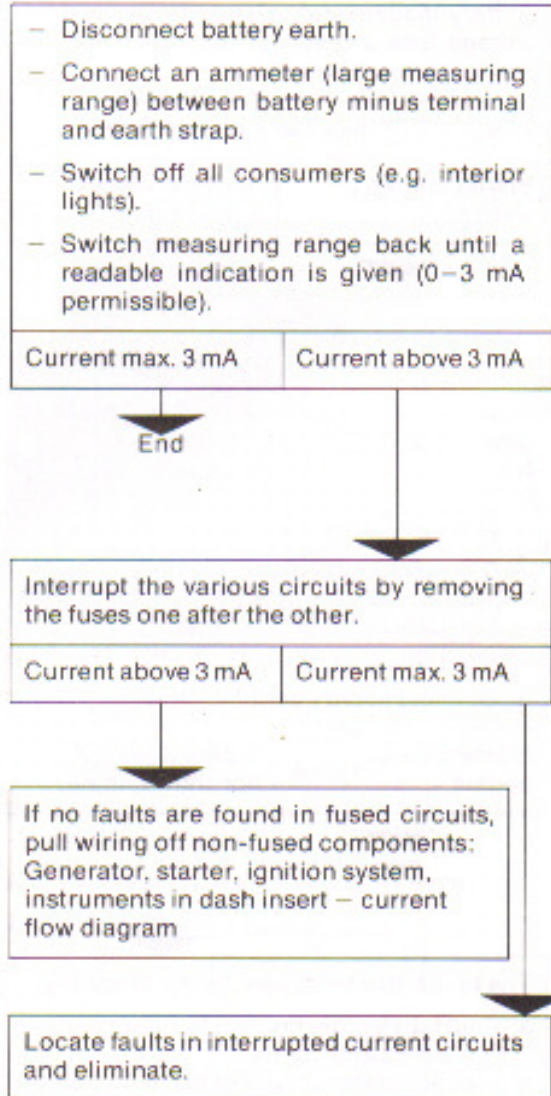 – Disconnect battery earth.
– Connect an ammeter (large measuring
range) between battery minus terminal
and earth strap.
– Switch off all consumers (e.g. interior
lights).
– Switch measuring range back until a
readable indication is given (0–3 mA
permissible).
Current max. 3 mA
Current above 3 mA
End
Interrupt the various circuits by removing
the fuses one after the other.
Current above 3 mA
Current max. 3 mA
If no faults are found in fused circuits,
pull wiring off non-fused components:
Generator, starter, ignition system,
instruments in dash insert – current
flow diagram
Locate faults in interrupted current circuits
and eliminate.